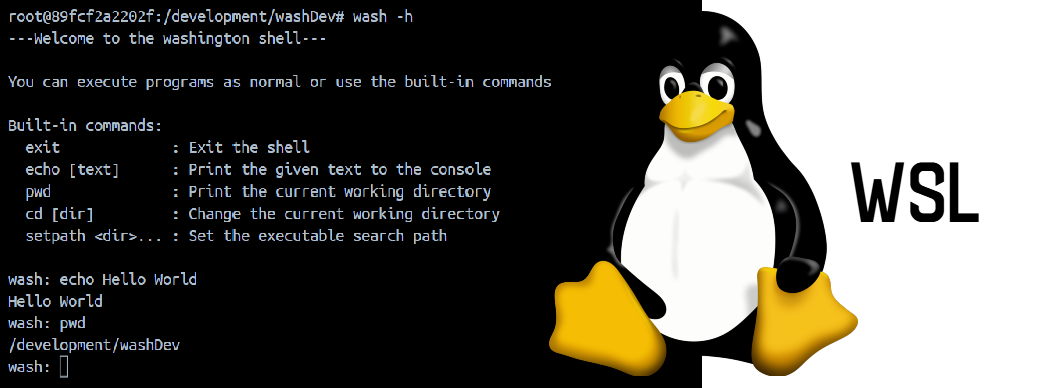 root@89fcf2a2202f:/development/washDev# wash -h
---Welcome to the washington shell---
You can execute programs as normal or use the built-in commands
Built-in commands:
exit : Exit the shell
echo [text] : Print the given text to the console
pwd : Print the current working directory
cd [dir] : Change the current working directory
setpath <dir>... : Set the executable search path
wash: echo Hello World
Hello World
wash: pwd
/development/washDev
wash:
WSL